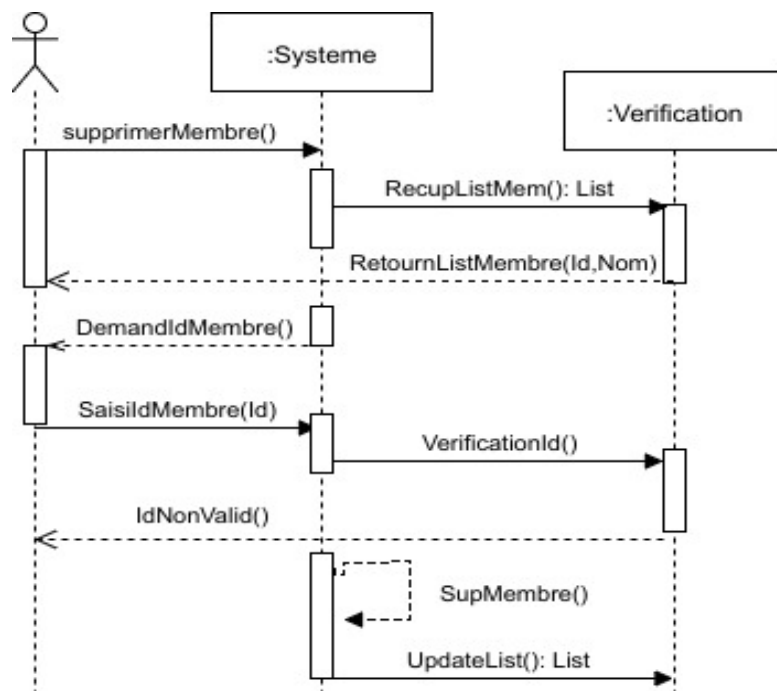 :Systeme
:Verification
supprimerMembre()
RecupListMem(): List
RetournListMembre(Id,Nom)
DemandIdMembre()
SaisiIdMembre(Id)
VerificationId()
IdNonValid()
SupMembre()
UpdateList(): List